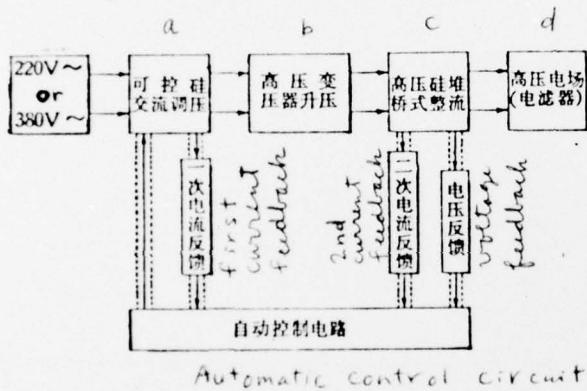 a
b
c
d
220V～
or
380V～
可控硅
交流调压
高压变
压器升压
高压硅堆
桥式整流
高压电场
(电滤器)
一次电流反馈
first
current
feedback
2nd
current
feedback
二次电流反馈
电压反馈
voltage
feedback
自动控制电路
Automatic control circuit